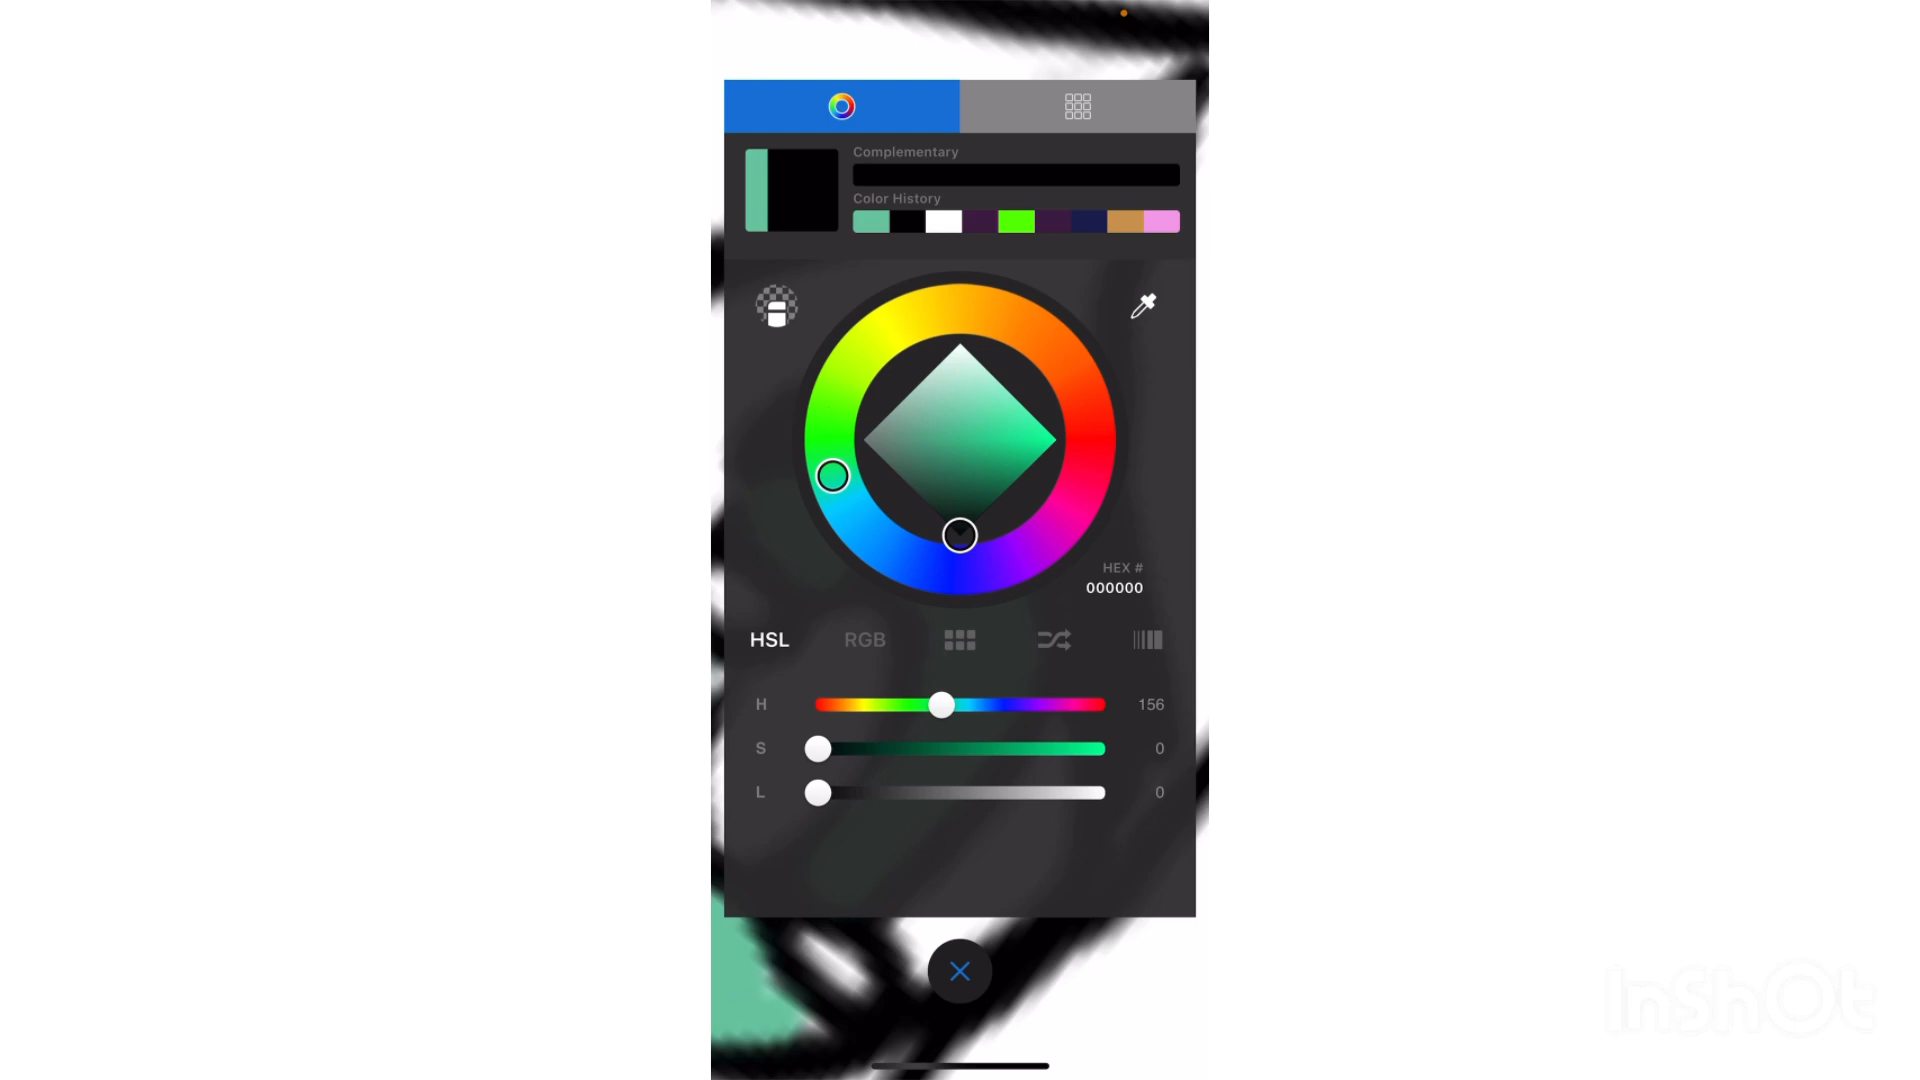 Complementary
Color History
HEX #
000000
HSL RGB
H 156
S 0
L 0
InShOt